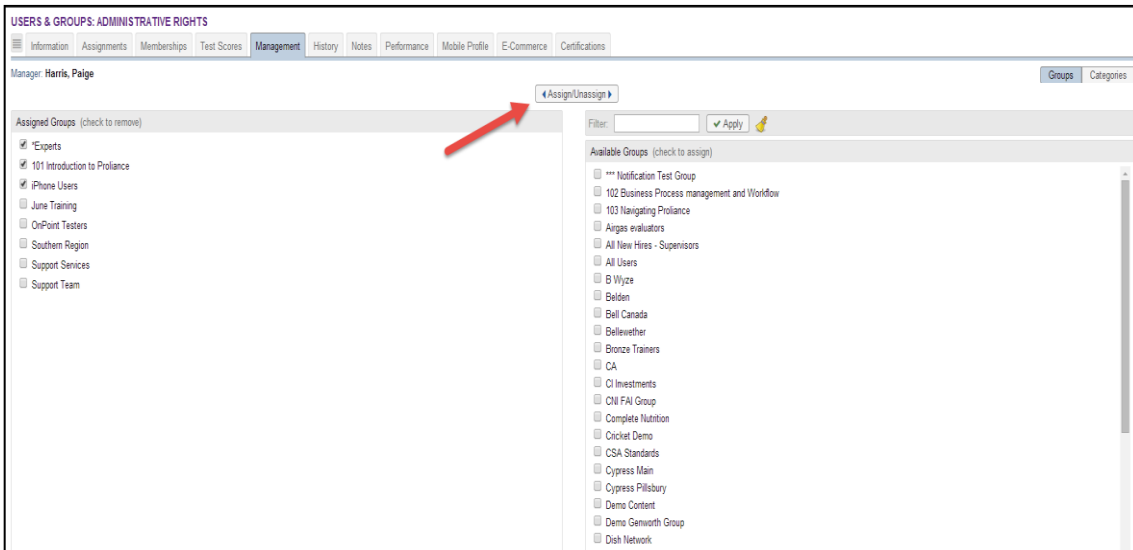 USERS & GROUPS: ADMINISTRATIVE RIGHTS
Information Assignments Memberships Test Scores Management History Notes Performance Mobile Profile E-Commerce Certifications
Manager: Harris, Paige
Groups Categories
Assign/Unassign
Assigned Groups (check to remove)
*Experts
101 Introduction to Proliance
iPhone Users
June Training
OnPoint Testers
Southern Region
Support Services
Support Team
Filter: Apply
Available Groups (check to assign)
*** Notification Test Group
102 Business Process management and Workflow
103 Navigating Proliance
Airgas evaluators
All New Hires - Supervisors
All Users
B Wyze
Belden
Bell Canada
Bellewether
Bronze Trainers
CA
CI Investments
CNI FAI Group
Complete Nutrition
Cricket Demo
CSA Standards
Cypress Main
Cypress Pillsbury
Demo Content
Demo Genworth Group
Dish Network